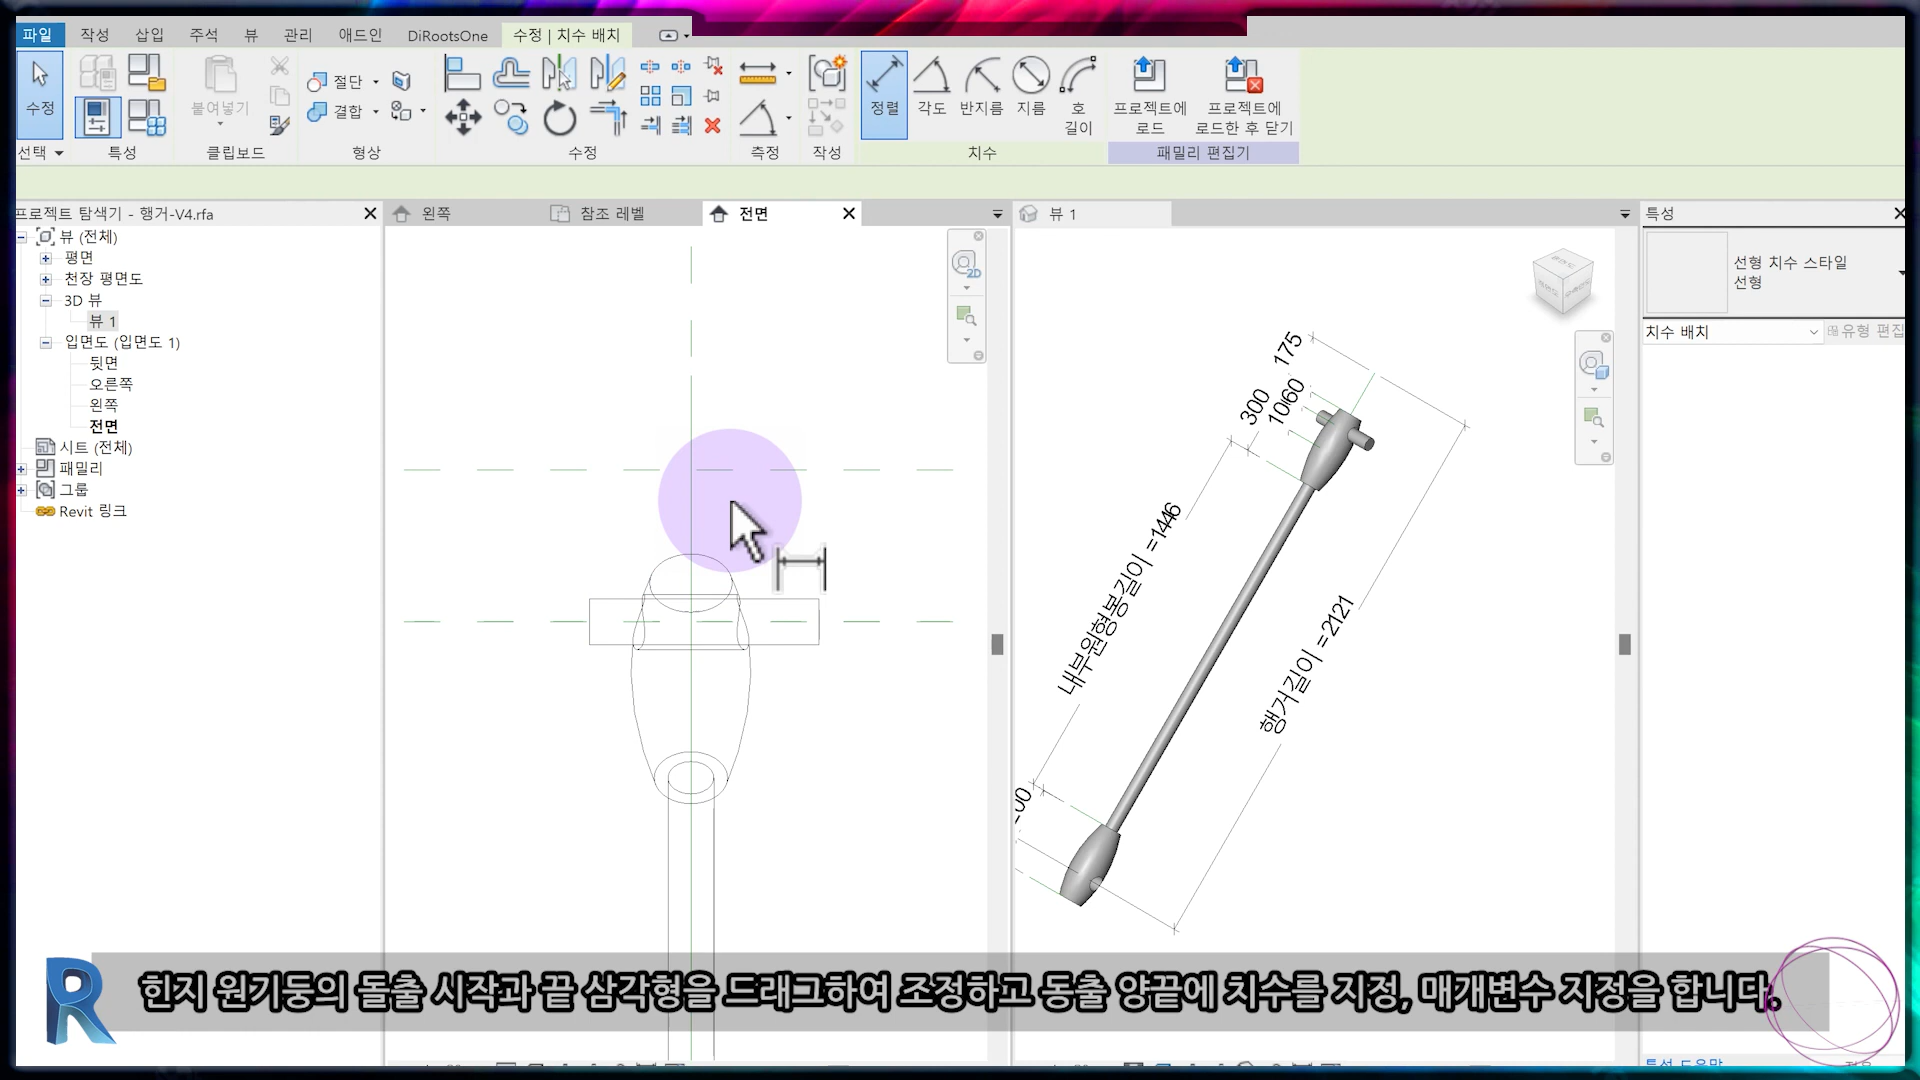 파일 작성 삽입 주석 뷰 관리 애드인 DiRootsOne 수정 | 치수 배치
수정
붙여넣기
절단
결합
정렬 각도 반지름 지름 호 길이
프로젝트에 로드
프로젝트에 로드한 후 닫기
선택 특성 클립보드 형상 수정 측정 작성 치수 패밀리 편집기
프로젝트 탐색기 - 행거-V4.rfa
뷰 (전체)
평면
천장 평면도
3D 뷰
뷰 1
입면도 (입면도 1)
뒷면
오른쪽
왼쪽
전면
시트 (전체)
패밀리
그룹
Revit 링크
왼쪽 참조 레벨 전면
2D
뷰 1
175
300
1060
내부원형봉길이 =1446
행거길이 =2121
특성
선형 치수 스타일
선형
치수 배치 유형 편집
힌지 원기둥의 돌출 시작과 끝 삼각형을 드래그하여 조정하고 동출 양끝에 치수를 지정, 매개변수 지정을 합니다.
R
특성 도움말